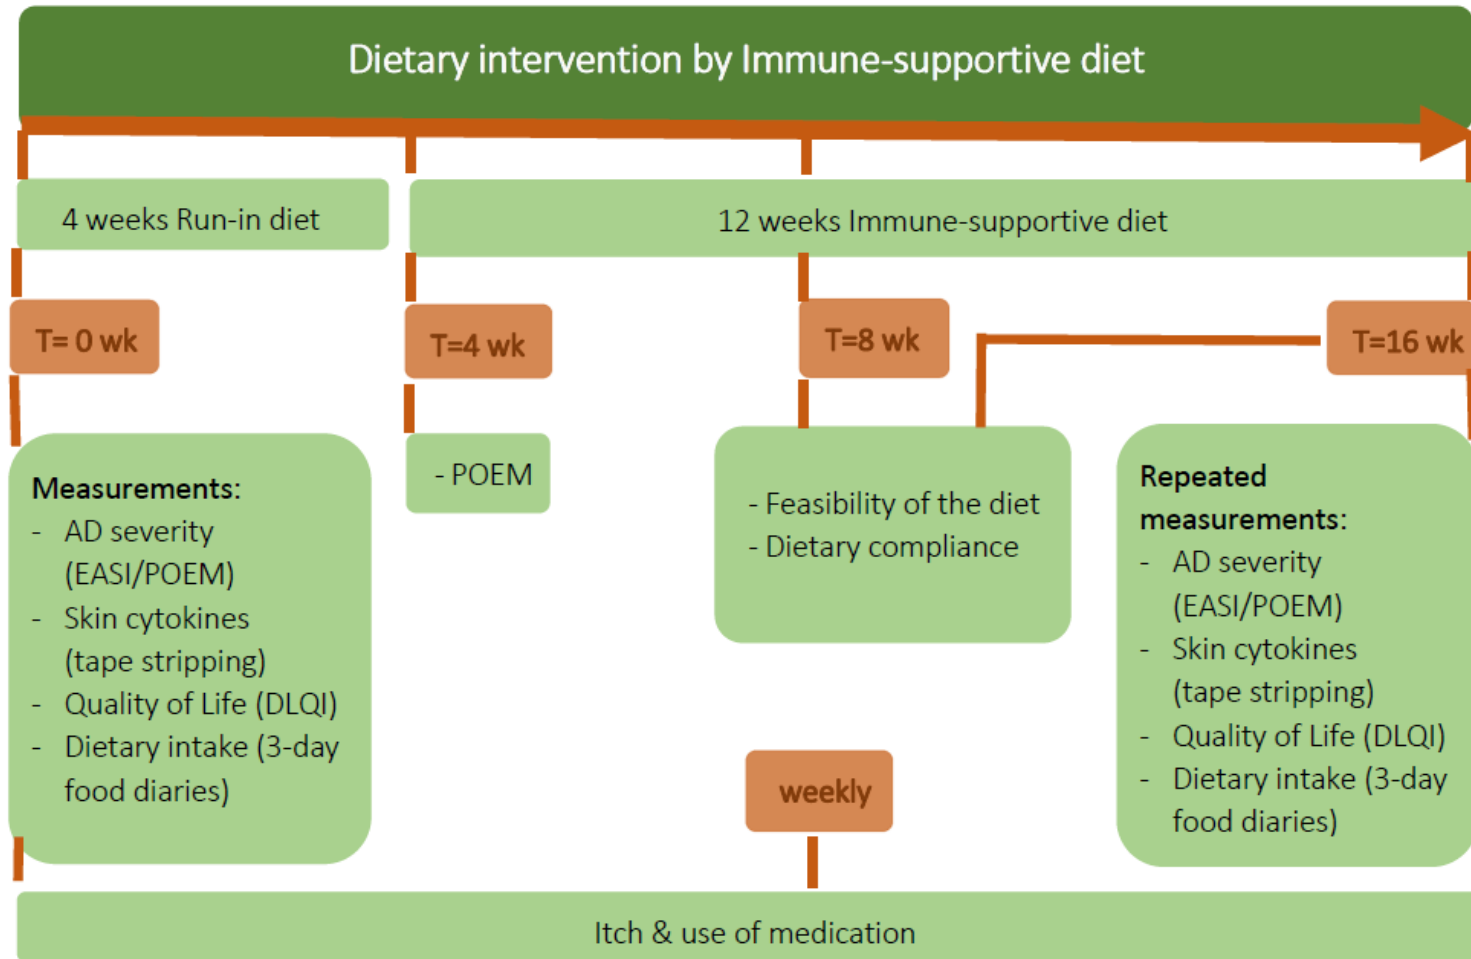 Dietary intervention by Immune-supportive diet
4 weeks Run-in diet
12 weeks Immune-supportive diet
T= 0 wk
T=4 wk
T=8 wk
T=16 wk
Measurements:
- AD severity
(EASI/POEM)
- Skin cytokines
(tape stripping)
- Quality of Life (DLQI)
- Dietary intake (3-day
food diaries)
- POEM
- Feasibility of the diet
- Dietary compliance
Repeated
measurements:
- AD severity
(EASI/POEM)
- Skin cytokines
(tape stripping)
- Quality of Life (DLQI)
- Dietary intake (3-day
food diaries)
weekly
Itch & use of medication